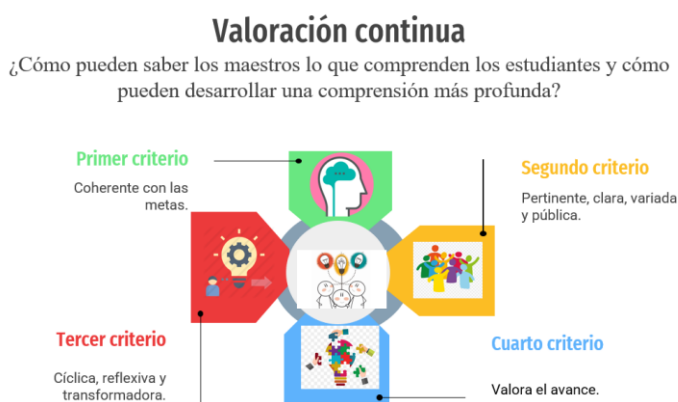 Valoración continua
¿Cómo pueden saber los maestros lo que comprenden los estudiantes y cómo
pueden desarrollar una comprensión más profunda?
Primer criterio
Coherente con las
metas.
Segundo criterio
Pertinente, clara, variada
y pública.
Tercer criterio
Cíclica, reflexiva y
transformadora.
Cuarto criterio
Valora el avance.